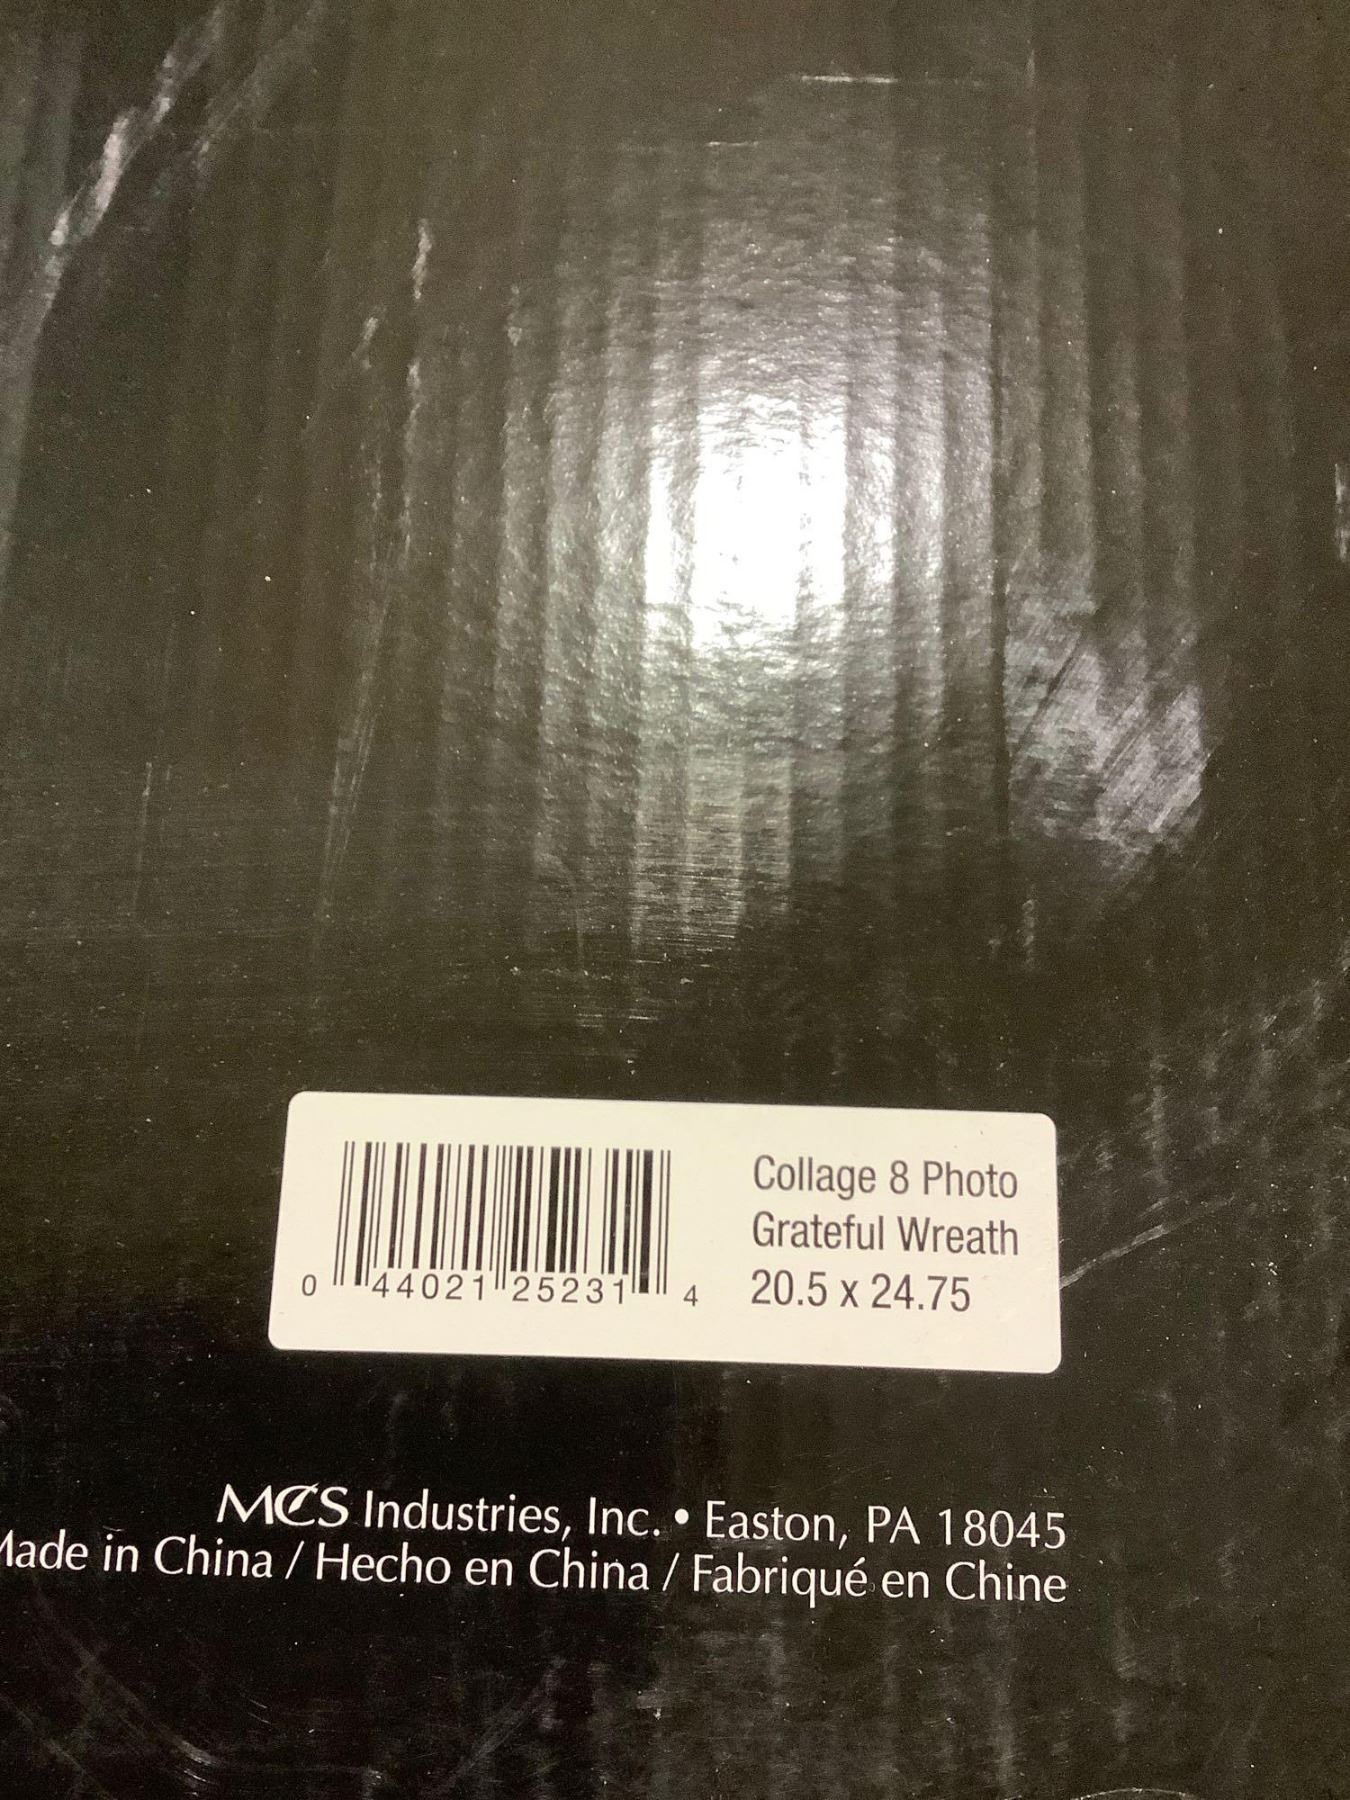 Collage 8 Photo
Grateful Wreath
20.5 x 24.75
0 44021 25231 4
MCS Industries, Inc. • Easton, PA 18045
Made in China / Hecho en China / Fabriqué en Chine